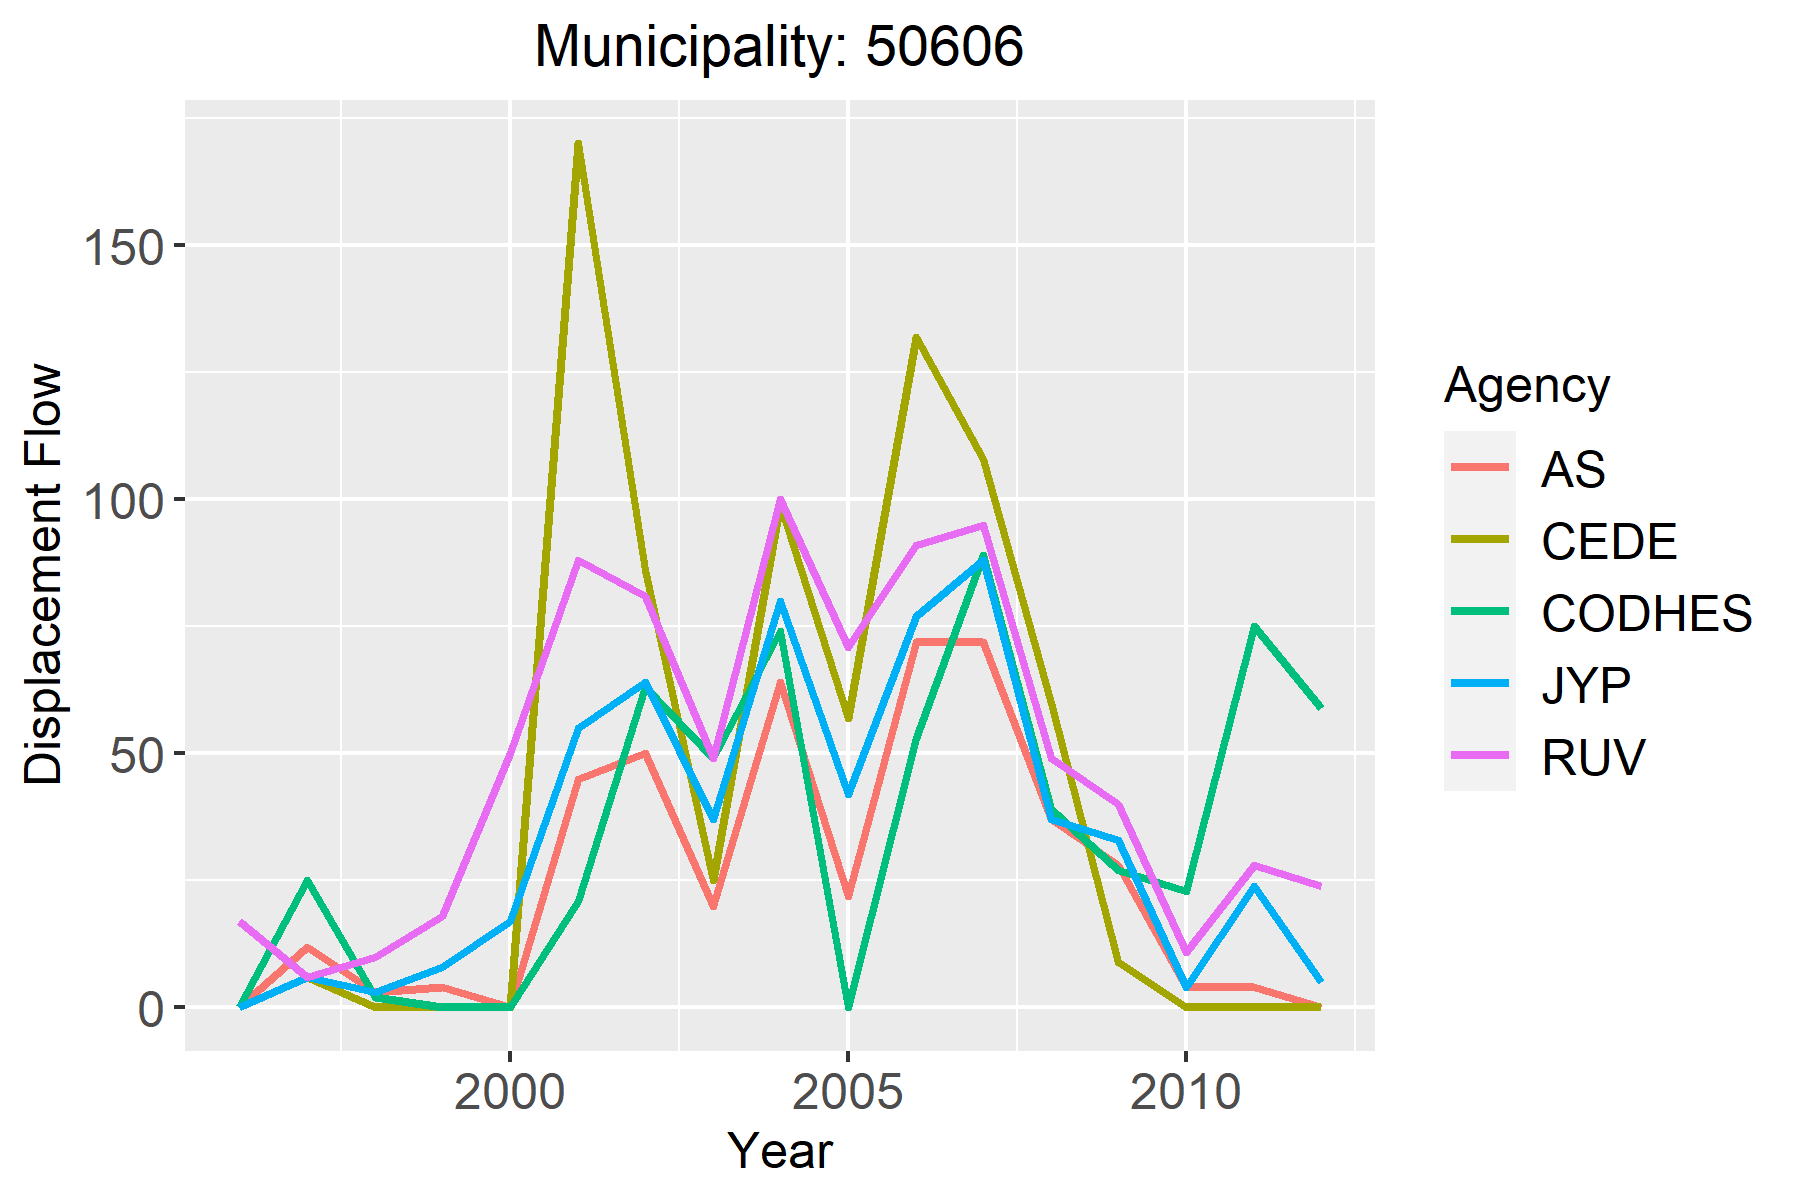 Municipality: 50606
Displacement Flow
150
100
50
0
2000 2005 2010
Year
Agency
AS
CEDE
CODHES
JYP
RUV